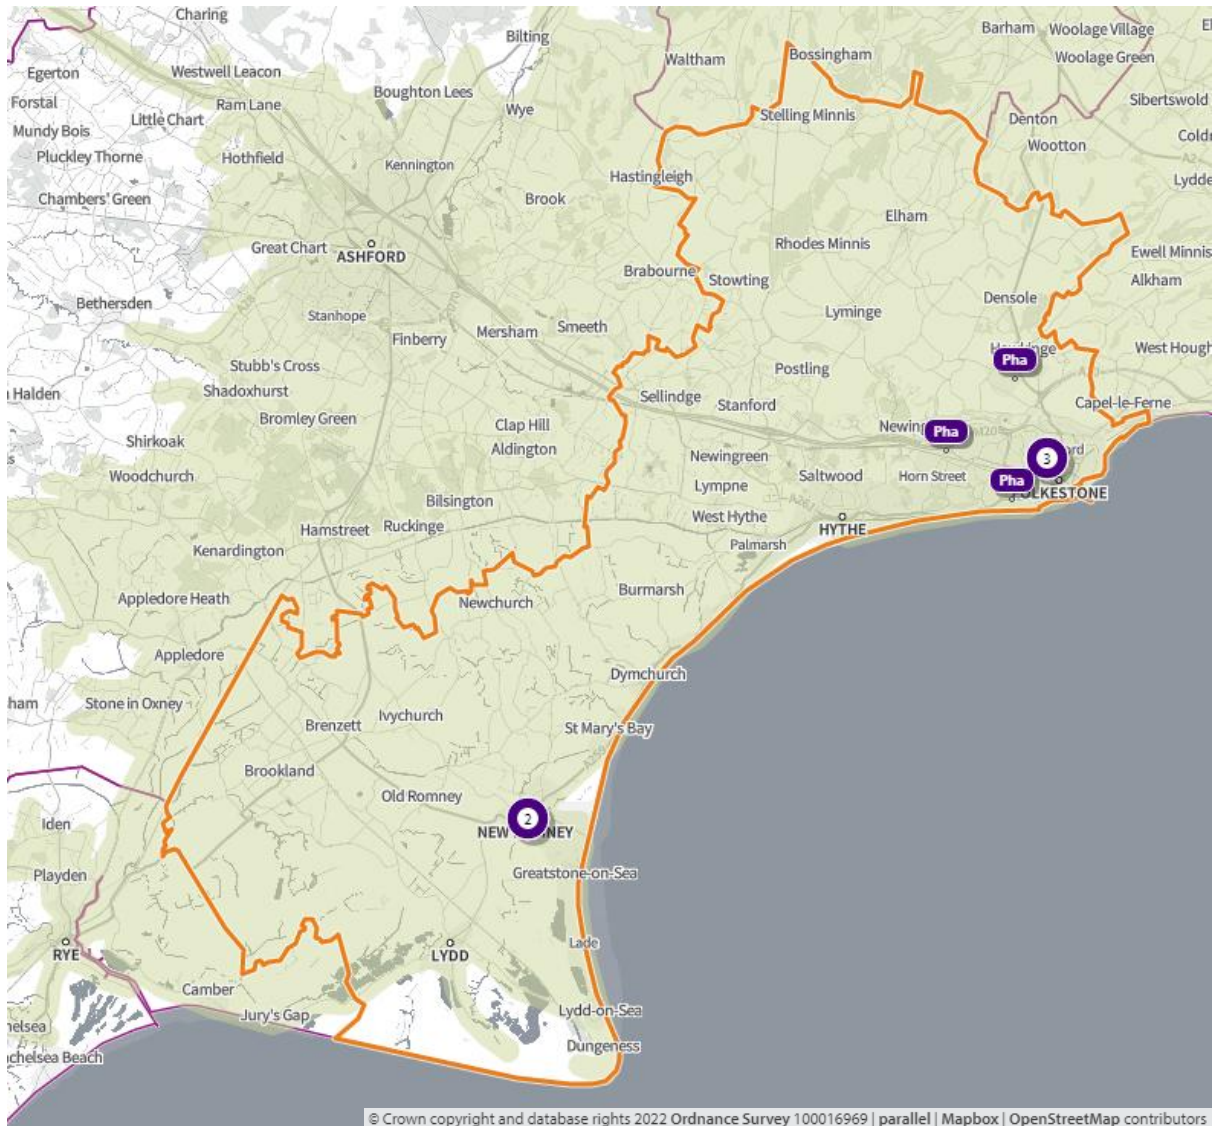 Charing
Barham
Woolage Village
Bilting
Waltham
Bossingham
Woolage Green
Egerton
Forstal
Westwell Leacon
Ram Lane
Boughton Lees
Sibertswold
Little Chart
Mundy Bois
Wye
Stelling Minnis
Denton
Wootton
Pluckley Thorne
Hothfield
Kennington
A2
Lydde
Chambers' Green
Hastingleigh
Brook
Elham
Great Chart
ASHFORD
Rhodes Minnis
Ewell Minnis
Brabourne
Stowting
Alkham
Bethersden
Stanhope
Finberry
Mersham
Smeeth
Densole
Lyminge
West Hough
Pha
Stubb's Cross
Postling
Halden
Shadoxhurst
Sellindge
Stanford
Capel-le-Ferne
Bromley Green
Clap Hill
Aldington
Pha
Shirkoak
Newingreen
3
Woodchurch
Saltwood
Horn Street
Pha
Lympne
A261
OLKESTONE
Bilsington
Hamstreet
Ruckinge
West Hythe
HYTHE
Kenardington
Palmarsh
Appledore Heath
Newchurch
Burmarsh
Appledore
Dymchurch
Stone in Oxney
Ivychurch
Brenzett
St Mary's Bay
A259
Brookland
Old Romney
Iden
2
Playden
Greatstone-on-Sea
RYE
LYDD
Lade
Camber
Jury's Gap
Lydd-on-Sea
Dungeness
chelsea Beach
© Crown copyright and database rights 2022 Ordnance Survey 100016969 | parallel | Mapbox | OpenStreetMap contributors